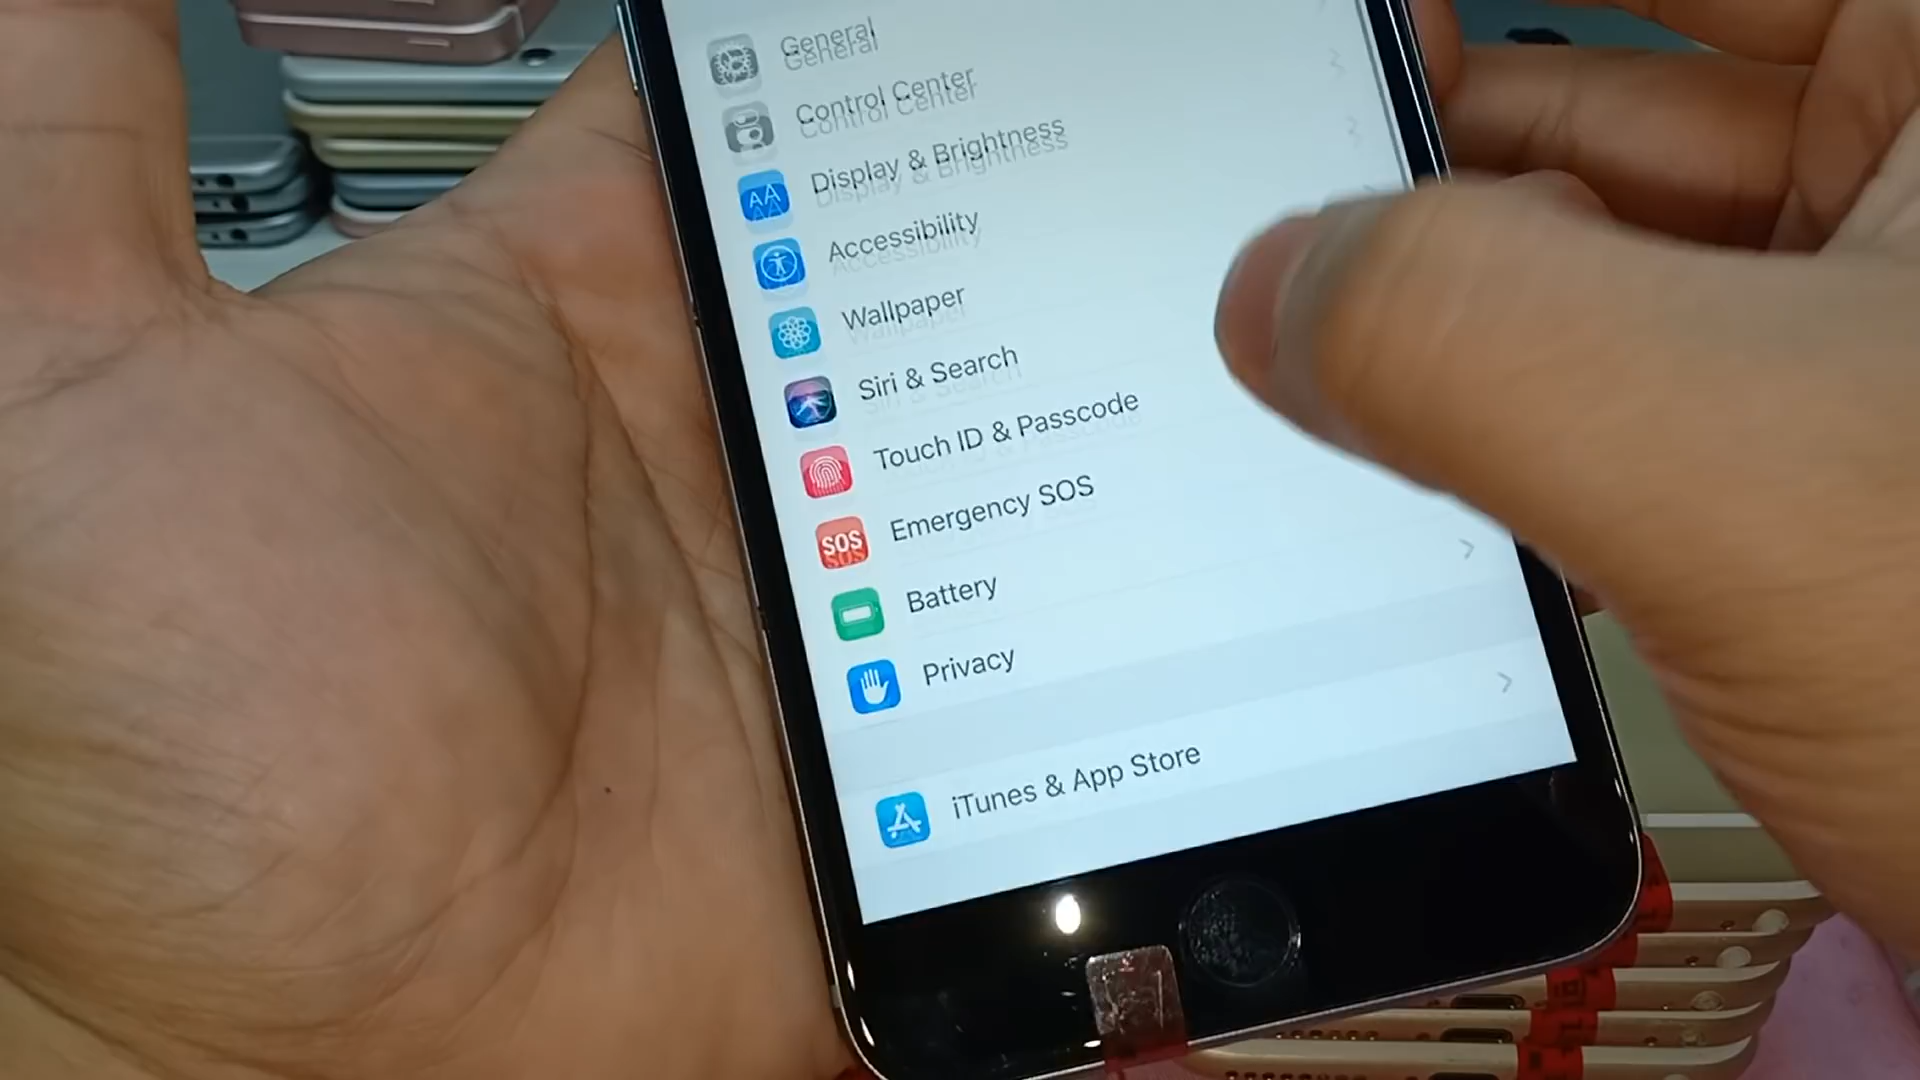 General
Control Center
AA
Display & Brightness
Accessibility
Wallpaper
Siri & Search
Touch ID & Passcode
SOS
Emergency SOS
Battery
Privacy
iTunes & App Store